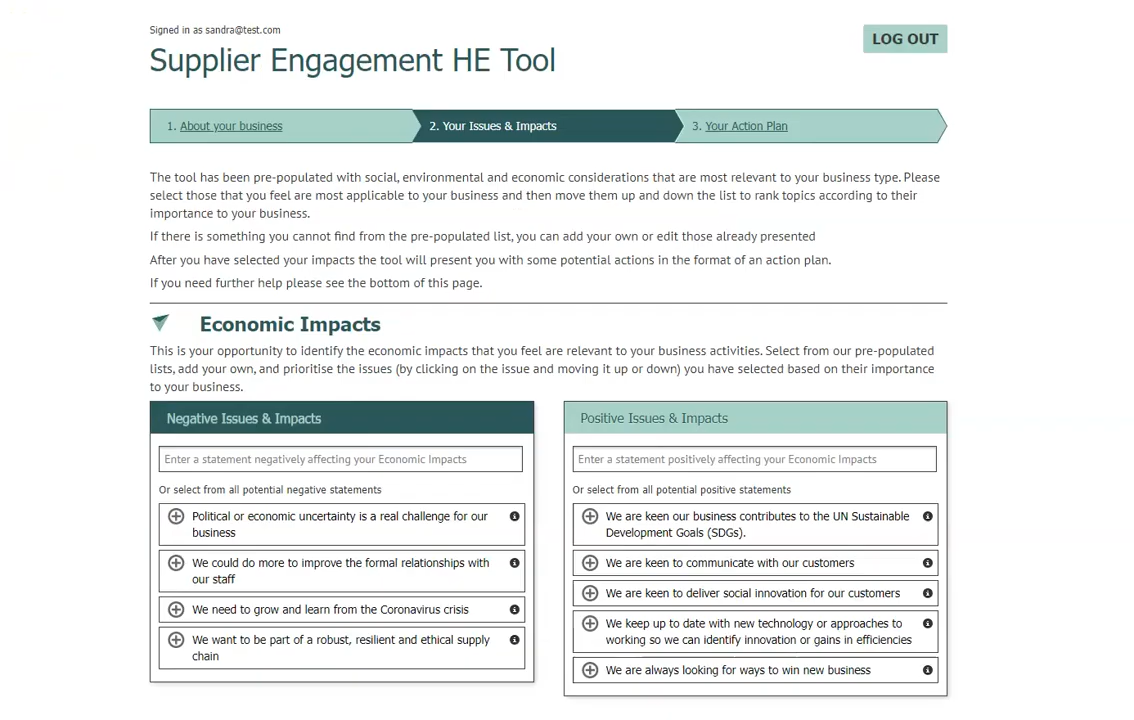 Signed in as sandra@test.com
LOG OUT
Supplier Engagement HE Tool
1. About your business
2. Your Issues & Impacts
3. Your Action Plan
The tool has been pre-populated with social, environmental and economic considerations that are most relevant to your business type. Please
select those that you feel are most applicable to your business and then move them up and down the list to rank topics according to their
importance to your business.
If there is something you cannot find from the pre-populated list, you can add your own or edit those already presented
After you have selected your impacts the tool will present you with some potential actions in the format of an action plan.
If you need further help please see the bottom of this page.
Economic Impacts
This is your opportunity to identify the economic impacts that you feel are relevant to your business activities. Select from our pre-populated
lists, add your own, and prioritise the issues (by clicking on the issue and moving it up or down) you have selected based on their importance
to your business.
Negative Issues & Impacts
Enter a statement negatively affecting your Economic Impacts
Or select from all potential negative statements
Political or economic uncertainty is a real challenge for our
business
We could do more to improve the formal relationships with
our staff
We need to grow and learn from the Coronavirus crisis
We want to be part of a robust, resilient and ethical supply
chain
Positive Issues & Impacts
Enter a statement positively affecting your Economic Impacts
Or select from all potential positive statements
We are keen our business contributes to the UN Sustainable
Development Goals (SDGs).
We are keen to communicate with our customers
We are keen to deliver social innovation for our customers
We keep up to date with new technology or approaches to
working so we can identify innovation or gains in efficiencies
We are always looking for ways to win new business